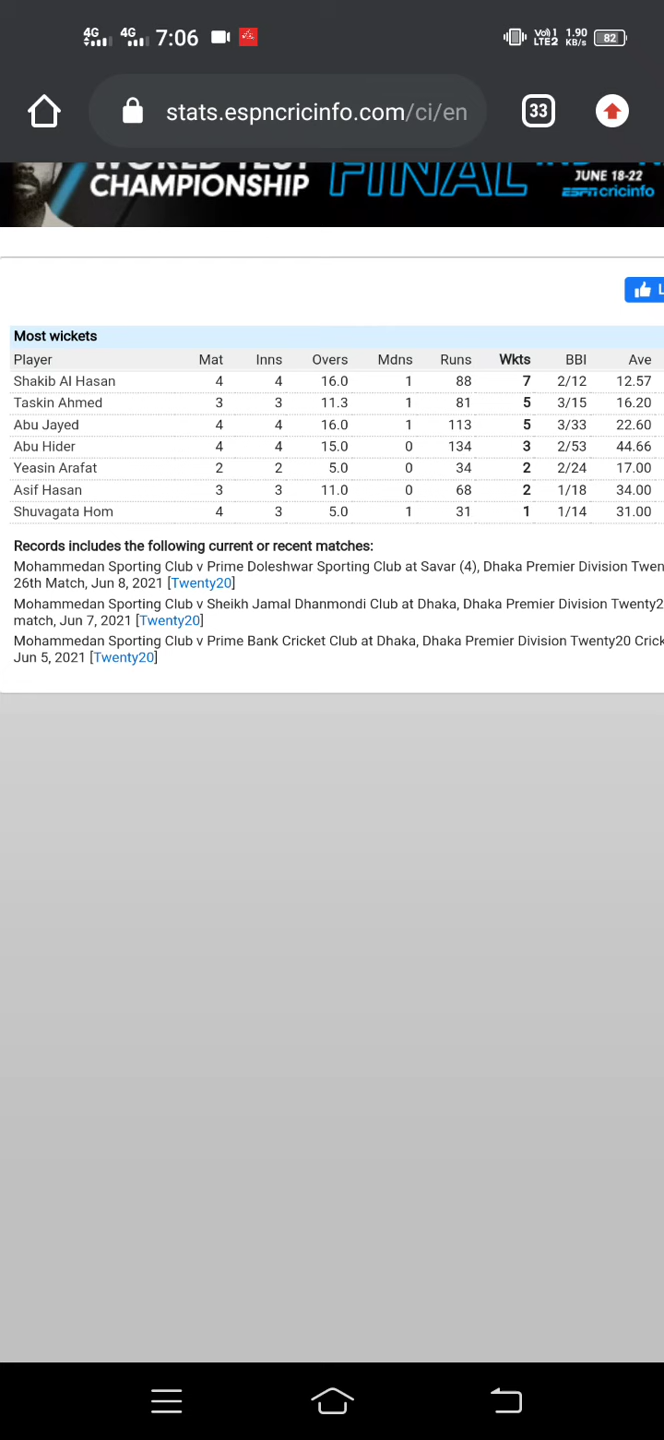 4G 4G 7:06 Vo)) 1 LTE2 1.90 KB/s 82
stats.espncricinfo.com/ci/en 33
WORLD TEST
CHAMPIONSHIP FINAL
JUNE 18-22
ESPNcricinfo
Most wickets
Player Mat Inns Overs Mdns Runs Wkts BBI Ave
Shakib Al Hasan 4 4 16.0 1 88 7 2/12 12.57
Taskin Ahmed 3 3 11.3 1 81 5 3/15 16.20
Abu Jayed 4 4 16.0 1 113 5 3/33 22.60
Abu Hider 4 4 15.0 0 134 3 2/53 44.66
Yeasin Arafat 2 2 5.0 0 34 2 2/24 17.00
Asif Hasan 3 3 11.0 0 68 2 1/18 34.00
Shuvagata Hom 4 3 5.0 1 31 1 1/14 31.00
Records includes the following current or recent matches:
Mohammedan Sporting Club v Prime Doleshwar Sporting Club at Savar (4), Dhaka Premier Division Twen
26th Match, Jun 8, 2021 [Twenty20]
Mohammedan Sporting Club v Sheikh Jamal Dhanmondi Club at Dhaka, Dhaka Premier Division Twenty2
match, Jun 7, 2021 [Twenty20]
Mohammedan Sporting Club v Prime Bank Cricket Club at Dhaka, Dhaka Premier Division Twenty20 Crick
Jun 5, 2021 [Twenty20]